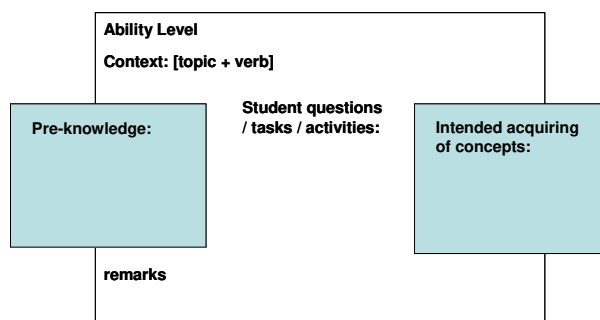 Ability Level
Context: [topic + verb]
Student questions
/ tasks / activities:
Pre-knowledge:
Intended acquiring
of concepts:
remarks